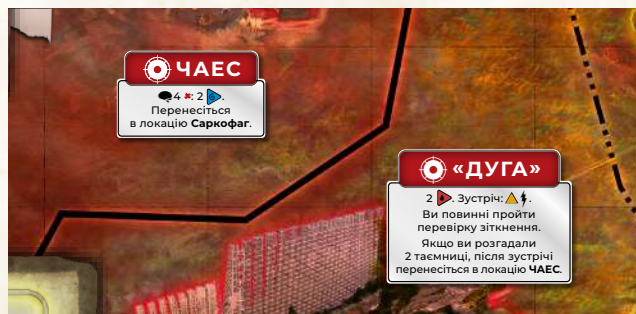 ЧАЕС
4 : 2 .
Перенесіться
в локацію Саркофаг.
«ДУГА»
2 . Зустріч: .
Ви повинні пройти
перевірку зіткнення.
Якщо ви розгадали
2 таємниці, після зустрічі
перенесіться в локацію ЧАЕС.